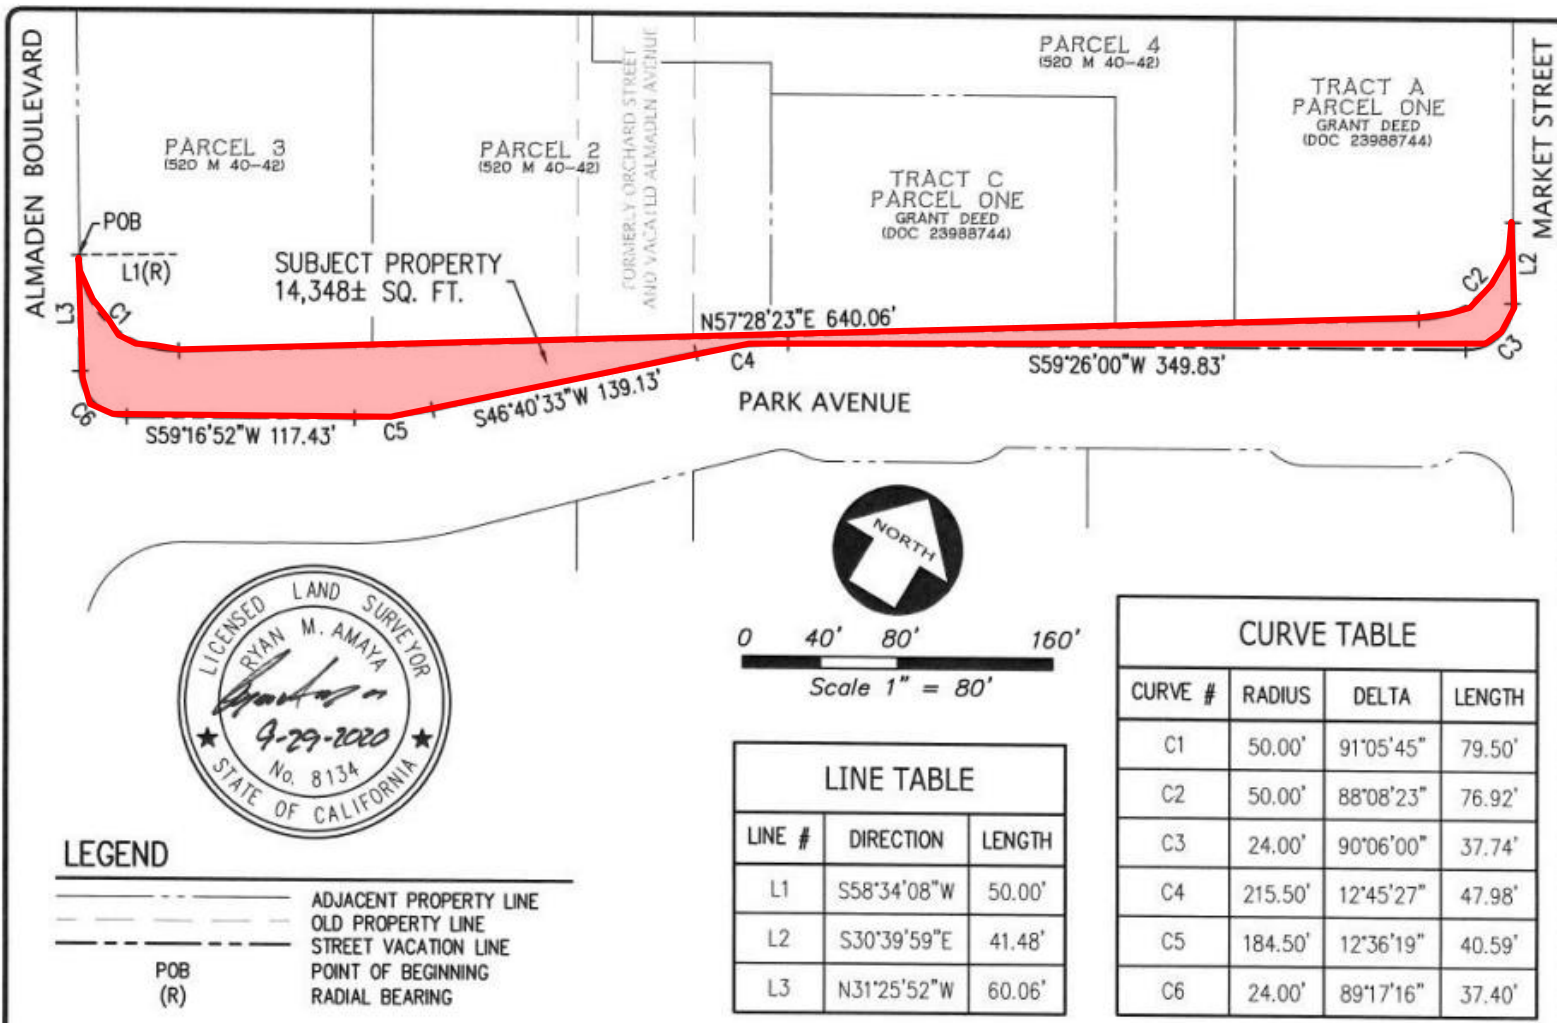 ALMADEN BOULEVARD
PARCEL 3
(520 M 40-42)
PARCEL 2
(520 M 40-42)
FORMERLY ORCHARD STREET
AND VACATED ALMADEN AVENUE
PARCEL 4
(520 M 40-42)
TRACT A
PARCEL ONE
GRANT DEED
(DOC 23988744)
MARKET STREET
TRACT C
PARCEL ONE
GRANT DEED
(DOC 23988744)
POB
L1(R)
SUBJECT PROPERTY
14,348± SQ. FT.
L3
C1
N57°28'23"E 640.06'
C2
L2
C3
C4
S59°26'00"W 349.83'
S46°40'33"W 139.13'
PARK AVENUE
C6
S59°16'52"W 117.43'
C5
NORTH
0 40' 80' 160'
Scale 1" = 80'
LICENSED LAND SURVEYOR
RYAN M. AMAYA
9-29-2020
No. 8134
STATE OF CALIFORNIA
LEGEND
ADJACENT PROPERTY LINE
OLD PROPERTY LINE
STREET VACATION LINE
POB POINT OF BEGINNING
(R) RADIAL BEARING
LINE TABLE
LINE # DIRECTION LENGTH
L1 S58°34'08"W 50.00'
L2 S30°39'59"E 41.48'
L3 N31°25'52"W 60.06'
CURVE TABLE
CURVE # RADIUS DELTA LENGTH
C1 50.00' 91°05'45" 79.50'
C2 50.00' 88°08'23" 76.92'
C3 24.00' 90°06'00" 37.74'
C4 215.50' 12°45'27" 47.98'
C5 184.50' 12°36'19" 40.59'
C6 24.00' 89°17'16" 37.40'